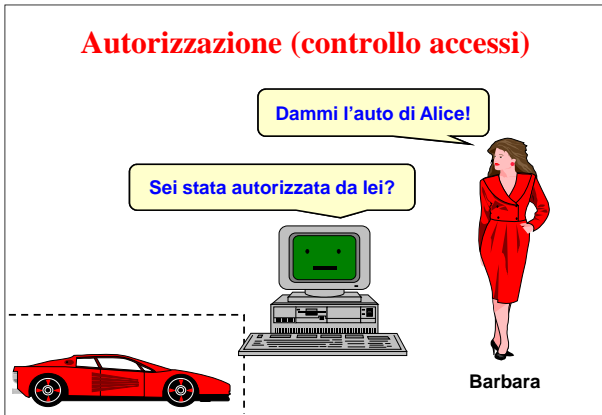 Autorizzazione (controllo accessi)
Dammi l'auto di Alice!
Sei stata autorizzata da lei?
Barbara